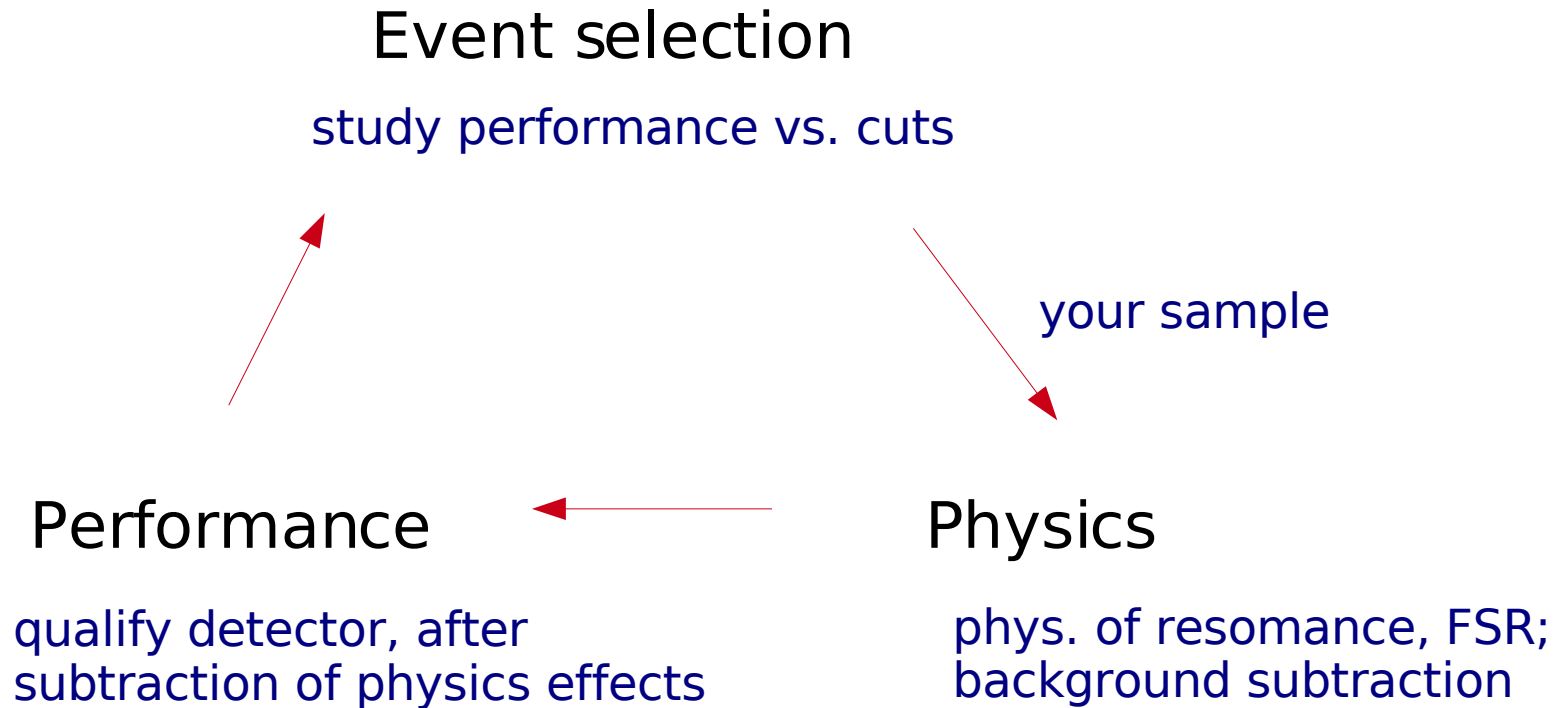 Event selection
study performance vs. cuts
your sample
Performance
Physics
qualify detector, after
subtraction of physics effects
phys. of resomance, FSR;
background subtraction